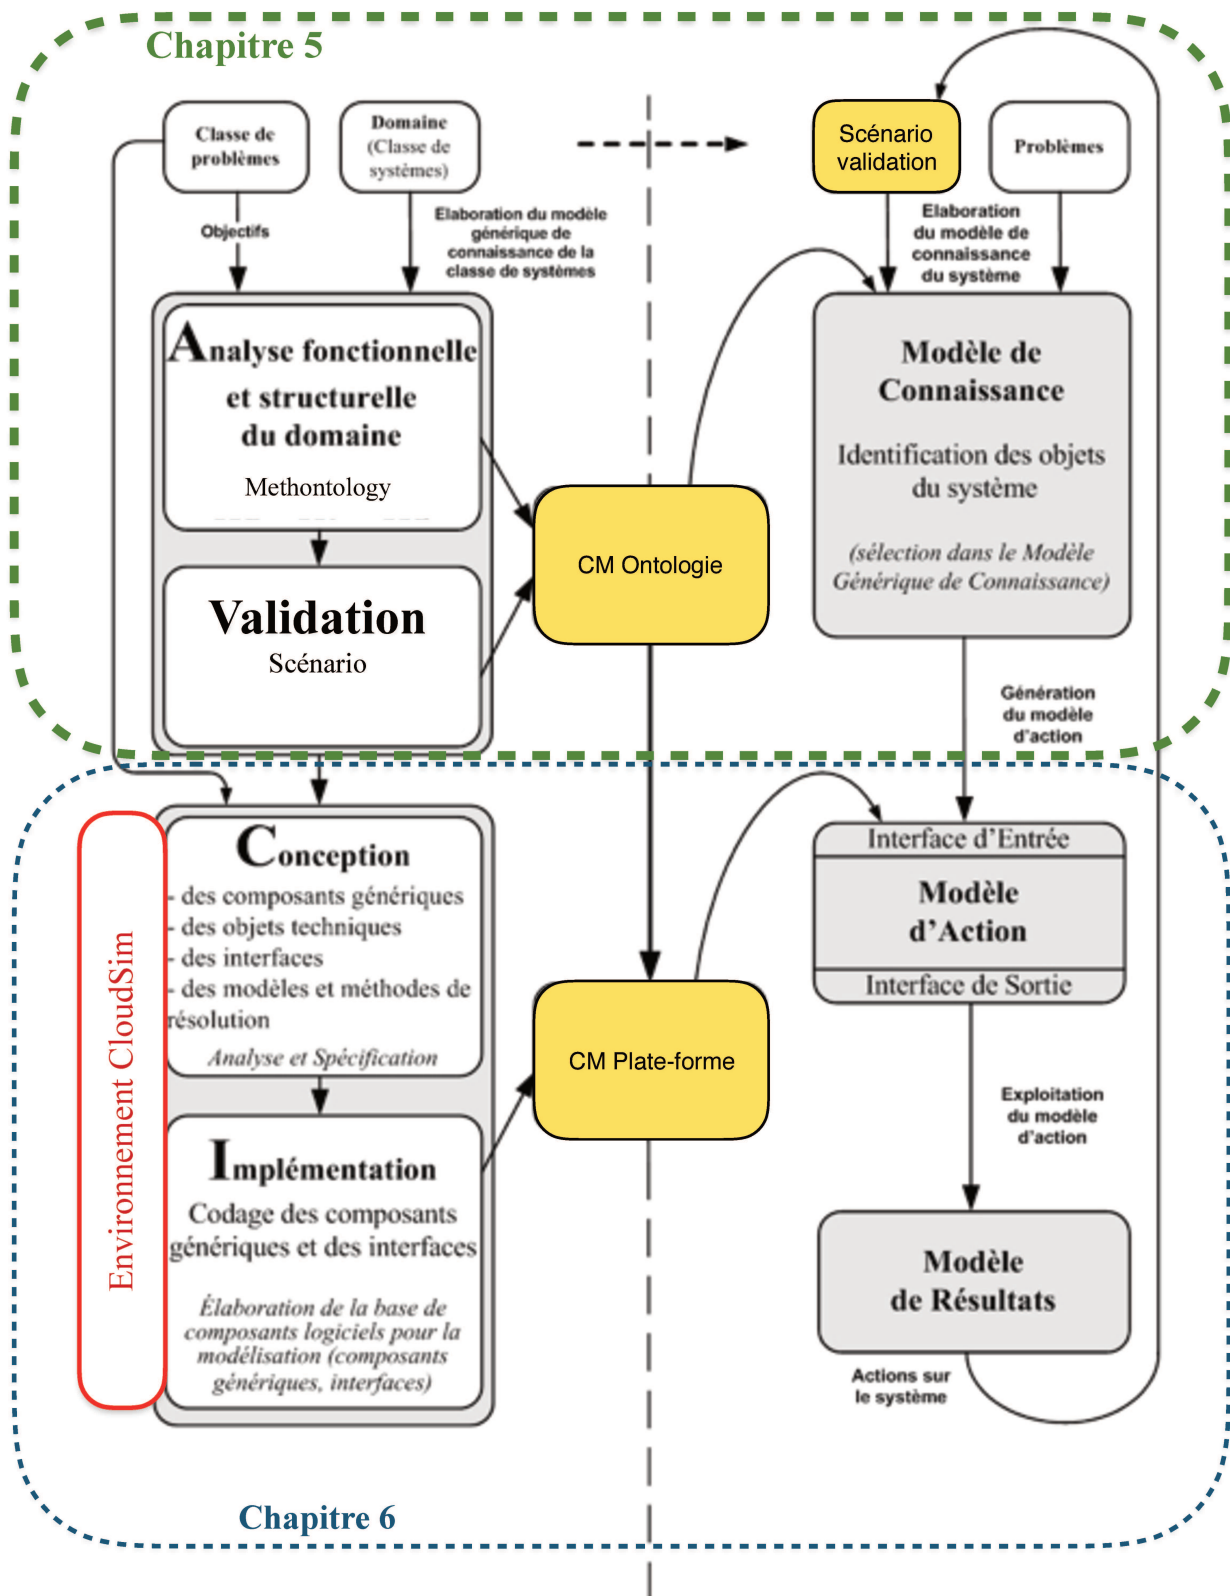 Chapitre 5
Classe de
problèmes
Domaine
(Classe de
systèmes)
Scénario
validation
Problèmes
Objectifs
Elaboration du modèle
générique de
connaissance de la
classe de systèmes
Elaboration
du modèle de
connaissance
du système
Analyse fonctionnelle
et structurelle
du domaine
Methontology
Validation
Scénario
CM Ontologie
Modèle de
Connaissance
Identification des objets
du système
(sélection dans le Modèle
Générique de Connaissance)
Génération
du modèle
d'action
Environnement CloudSim
Conception
- des composants génériques
- des objets techniques
- des interfaces
- des modèles et méthodes de
résolution
Analyse et Spécification
Implémentation
Codage des composants
génériques et des interfaces
Élaboration de la base de
composants logiciels pour la
modélisation (composants
génériques, interfaces)
CM Plate-forme
Interface d'Entrée
Modèle
d'Action
Interface de Sortie
Exploitation
du modèle
d'action
Modèle
de Résultats
Actions sur
le système
Chapitre 6